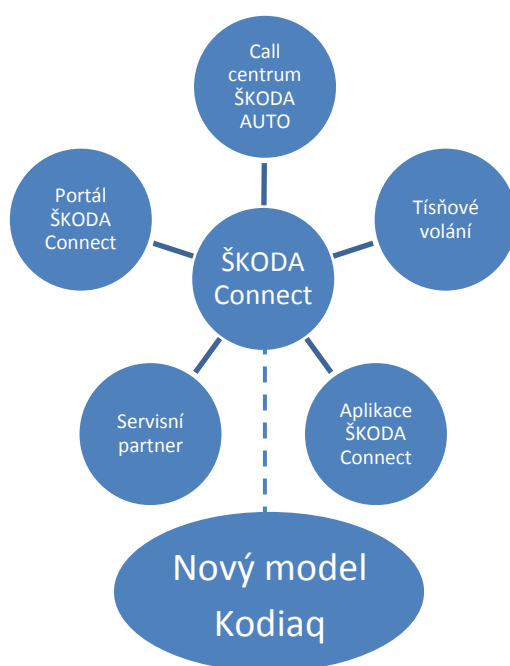 Call
centrum
ŠKODA
AUTO
Portál
ŠKODA
Connect
Tísňové
volání
ŠKODA
Connect
Servisní
partner
Aplikace
ŠKODA
Connect
Nový model
Kodiaq